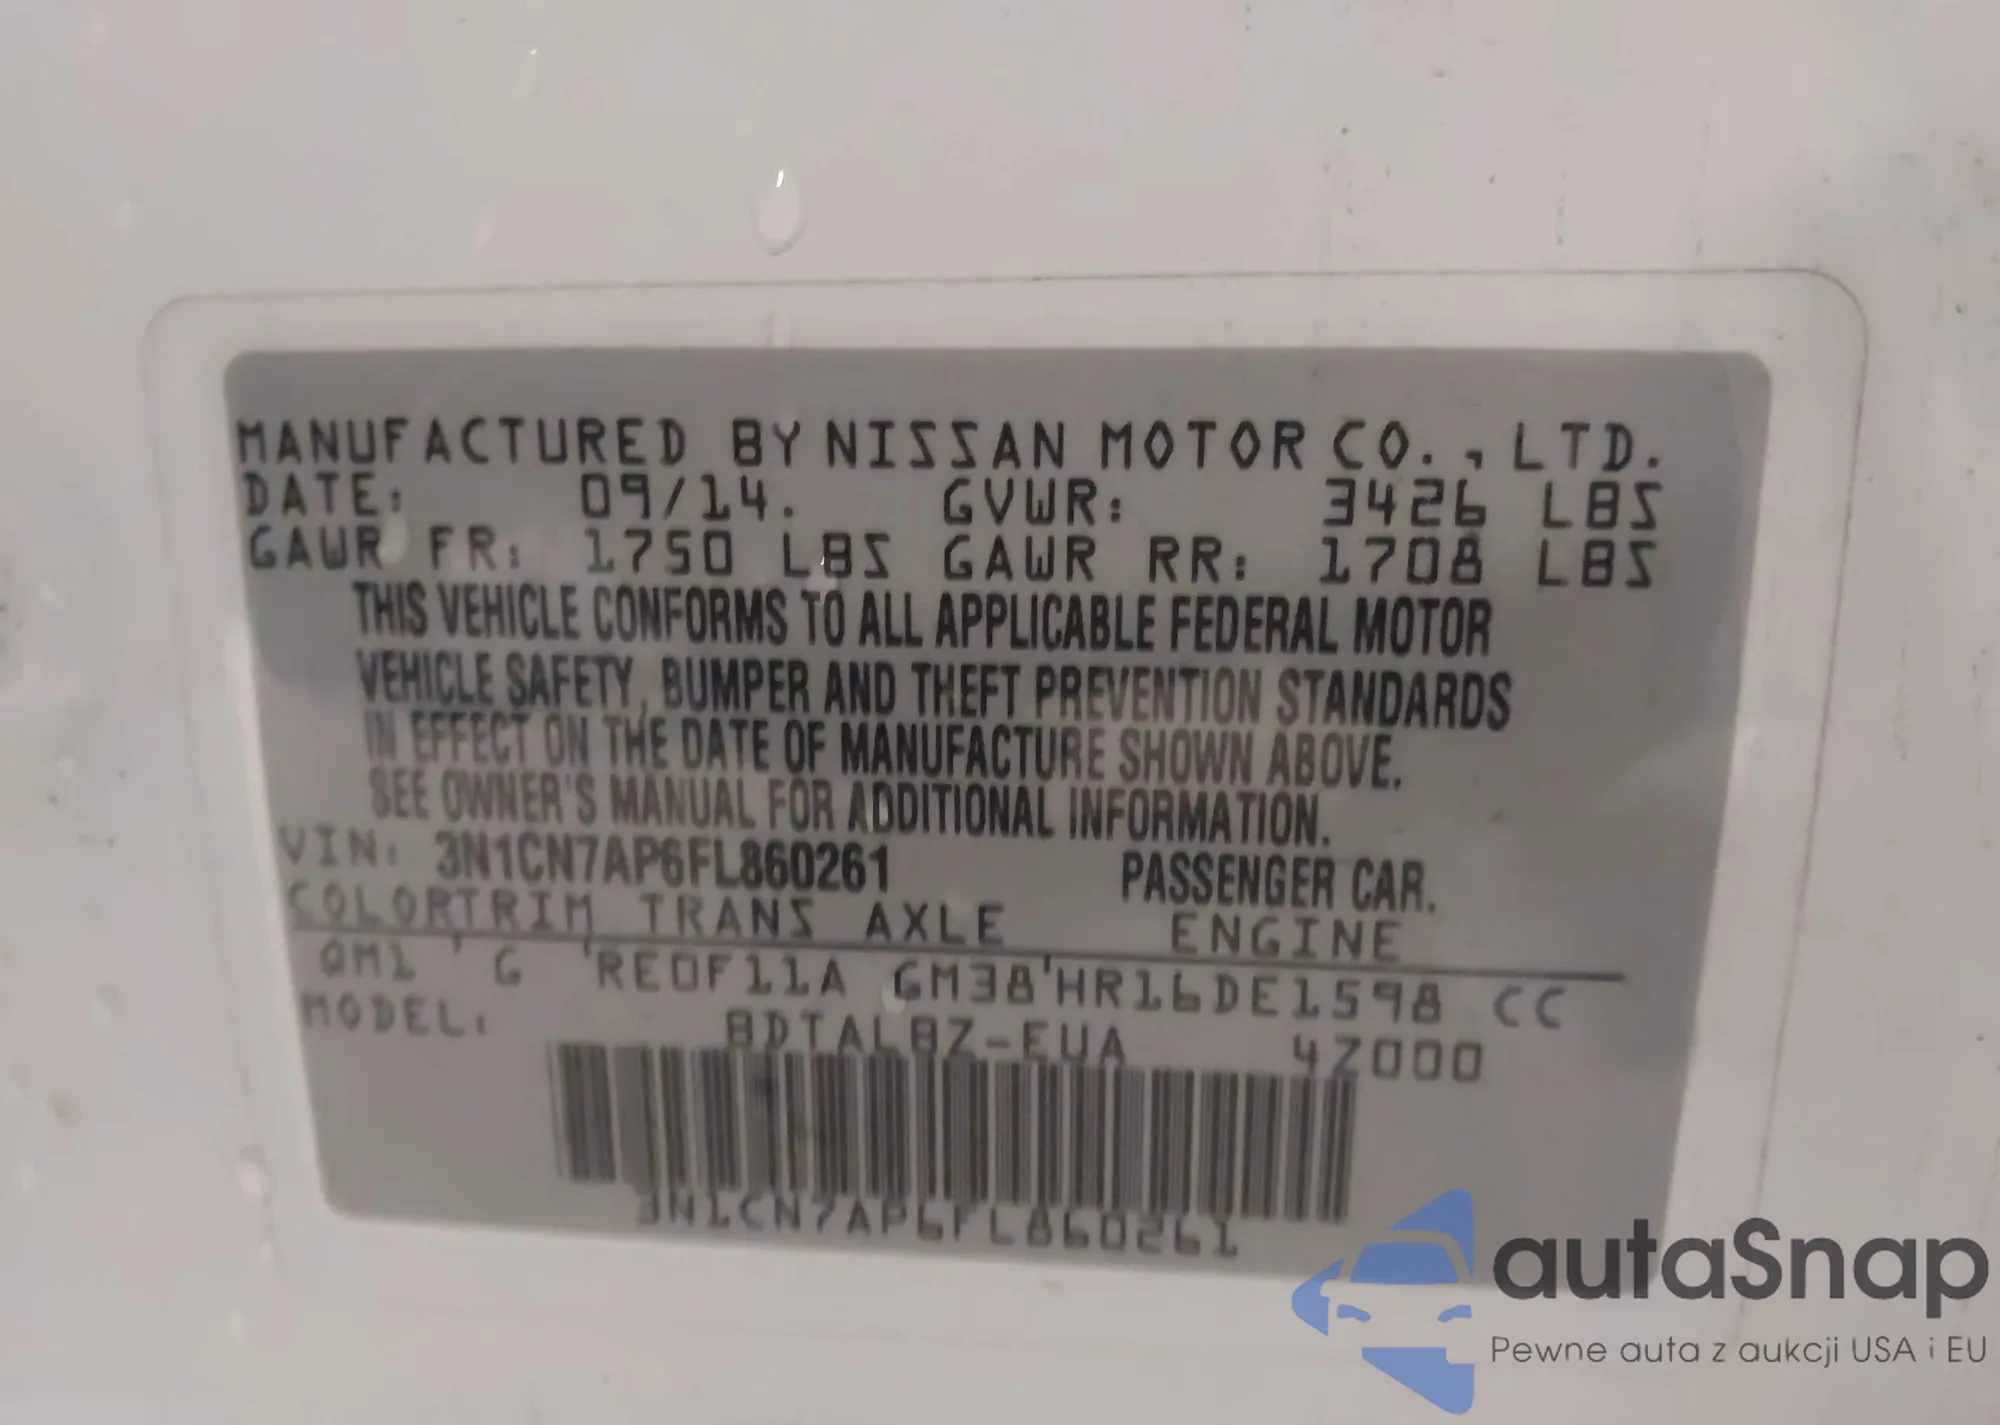 MANUFACTURED BY NISSAN MOTOR CO., LTD.
DATE: 09/14. GVWR: 3426 LBS
GAWR FR: 1750 LBS GAWR RR: 1708 LBS
THIS VEHICLE CONFORMS TO ALL APPLICABLE FEDERAL MOTOR
VEHICLE SAFETY, BUMPER AND THEFT PREVENTION STANDARDS
IN EFFECT ON THE DATE OF MANUFACTURE SHOWN ABOVE.
SEE OWNER'S MANUAL FOR ADDITIONAL INFORMATION.
VIN: 3N1CN7AP6FL860261 PASSENGER CAR.
COLORTRIM TRANS AXLE ENGINE
QM1 ' G 'RE0F11A GM38'HR16DE1598 CC
MODEL: BDTALBZ-EUA 4Z000
3N1CN7AP6FL860261
autaSnap
Pewne auta z aukcji USA i EU